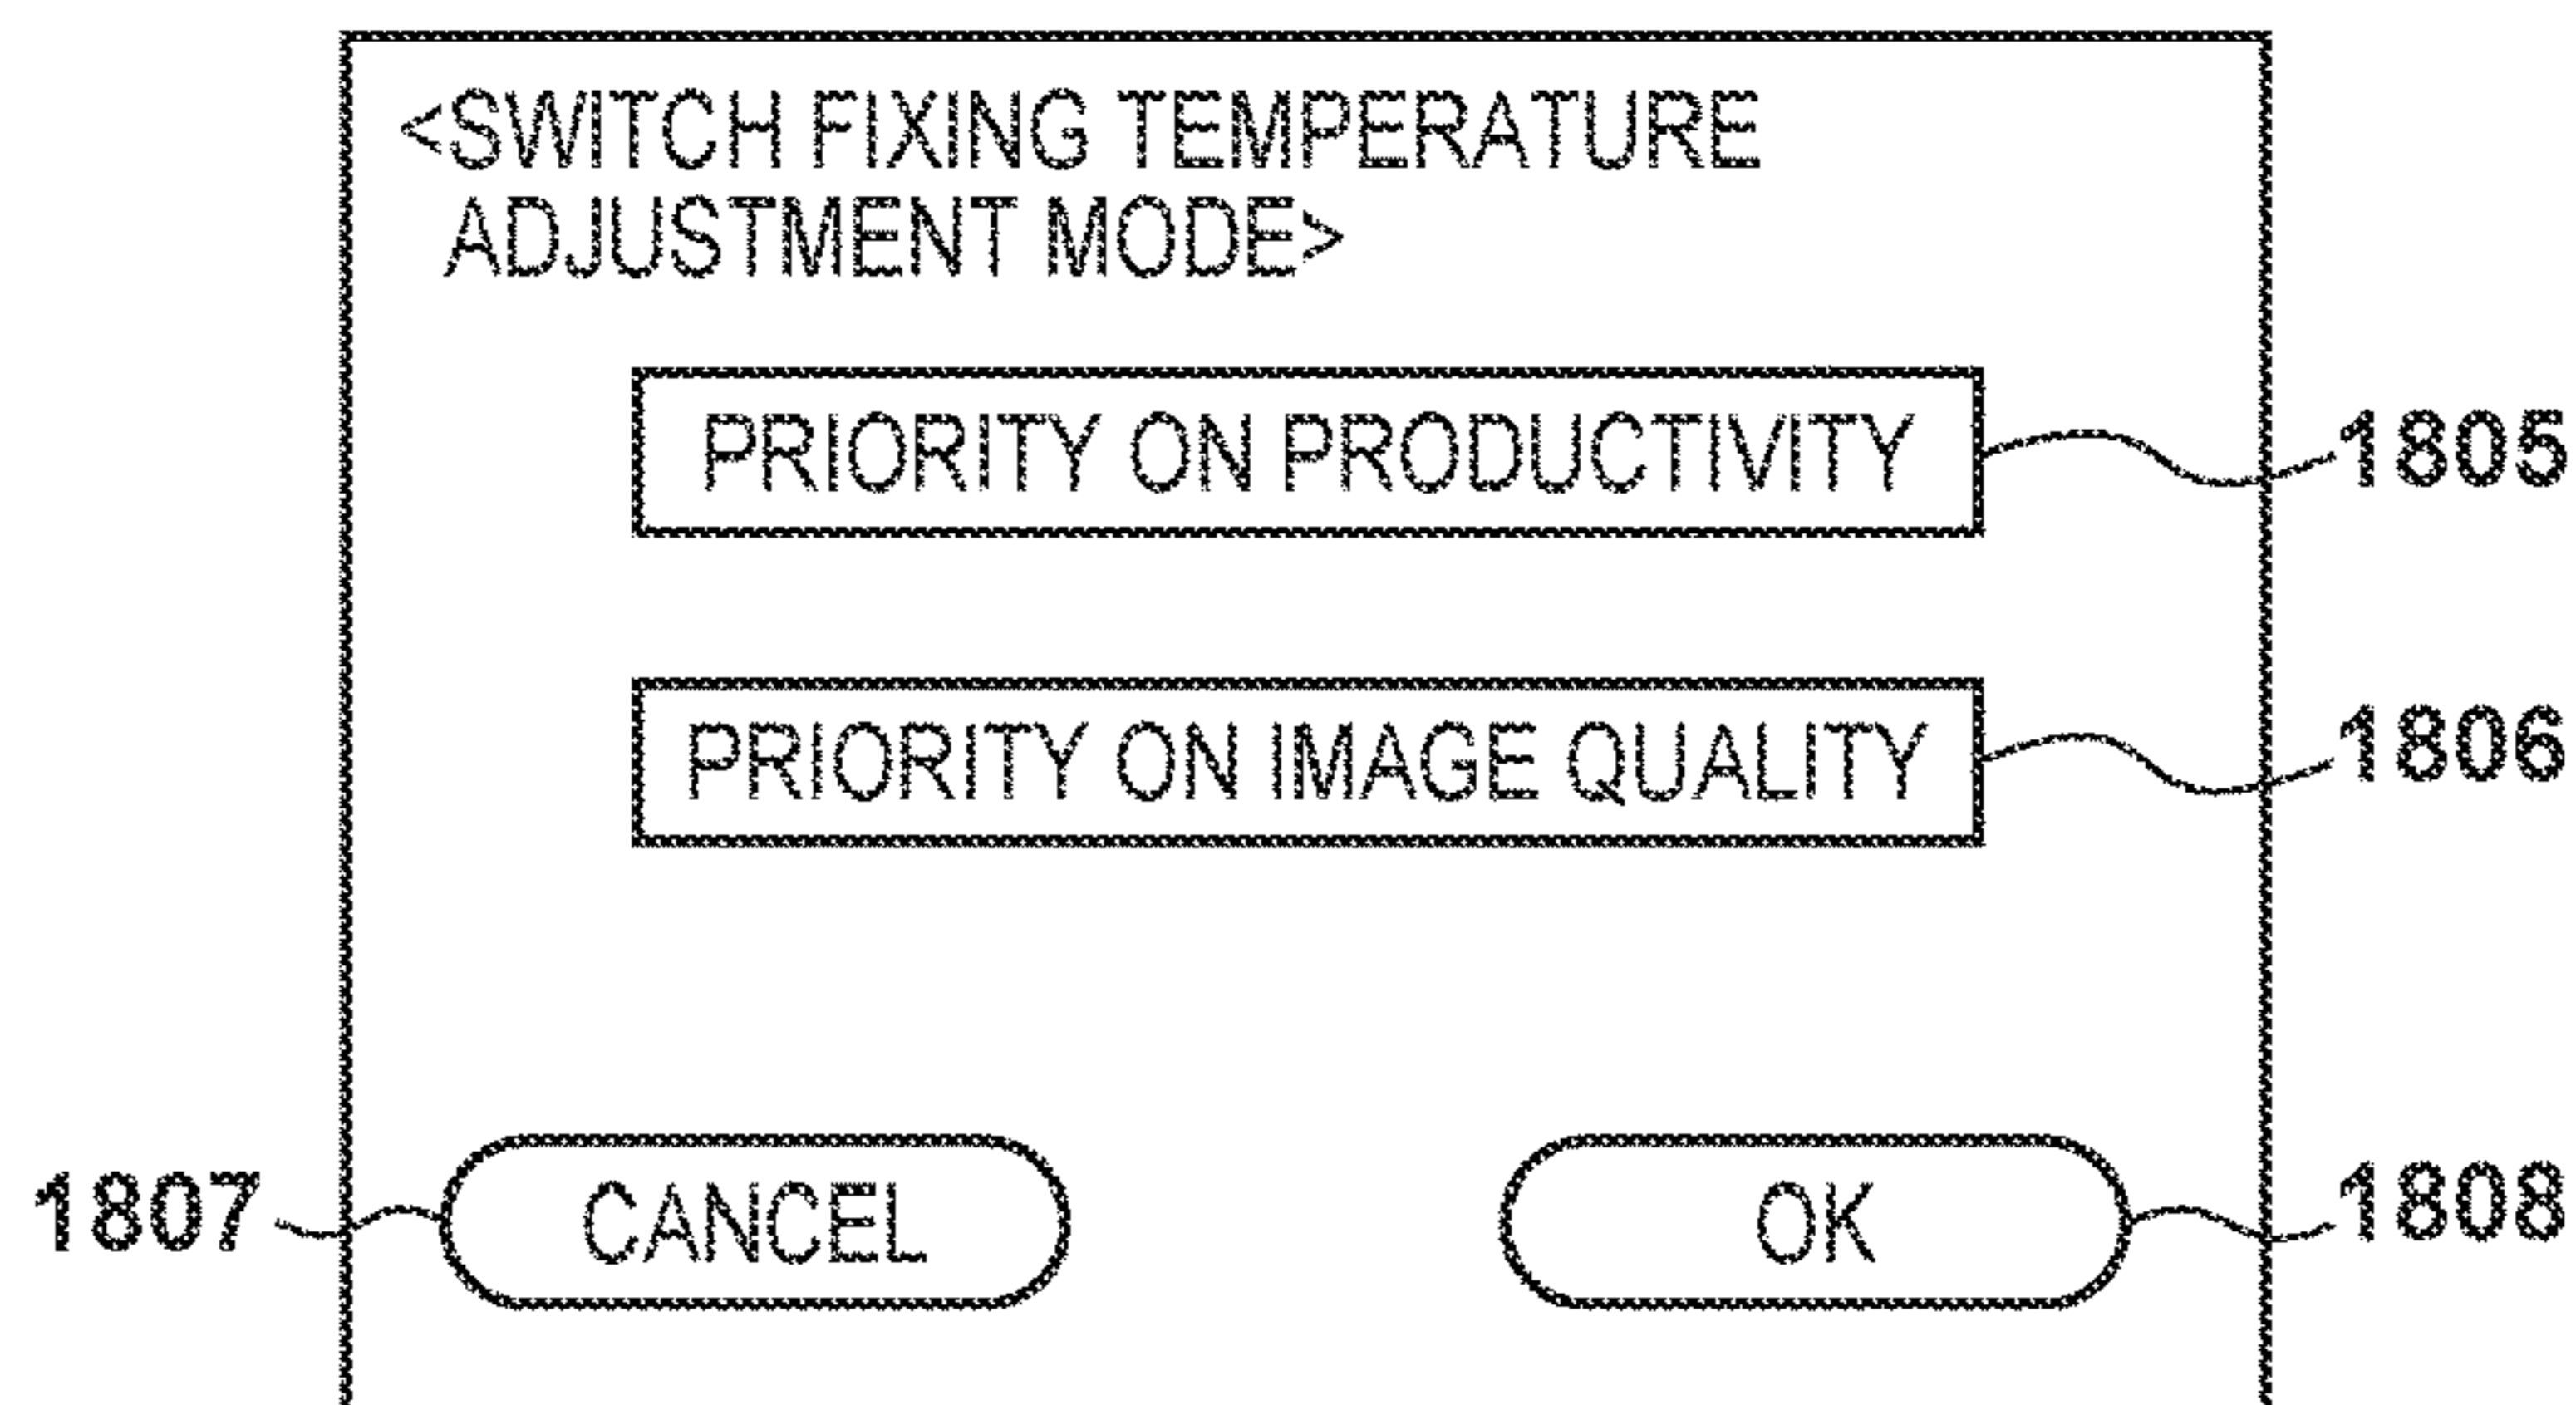 <SWITCH FIXING TEMPERATURE
ADJUSTMENT MODE>
PRIORITY ON PRODUCTIVITY
1805
PRIORITY ON IMAGE QUALITY
1806
1807
CANCEL
OK
1808